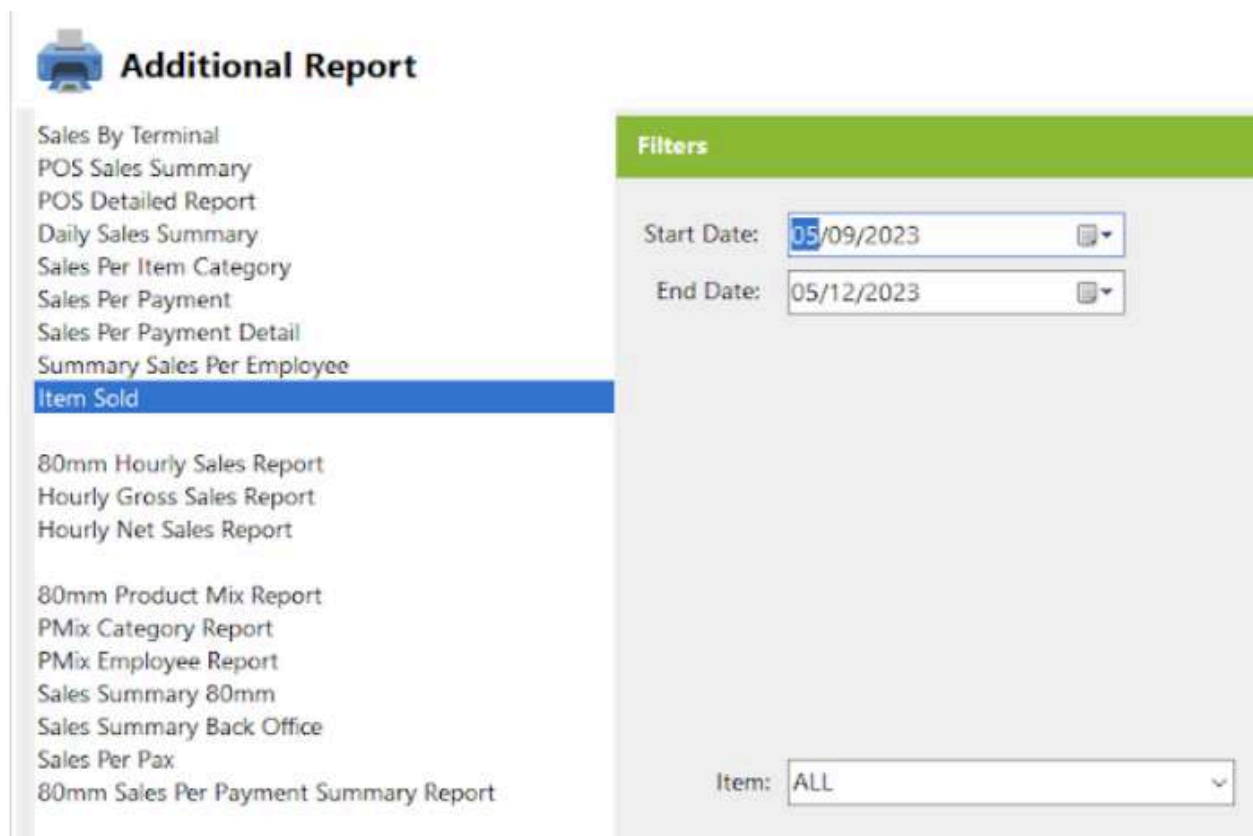 Additional Report
Sales By Terminal
POS Sales Summary
POS Detailed Report
Daily Sales Summary
Sales Per Item Category
Sales Per Payment
Sales Per Payment Detail
Summary Sales Per Employee
Item Sold
80mm Hourly Sales Report
Hourly Gross Sales Report
Hourly Net Sales Report
80mm Product Mix Report
PMix Category Report
PMix Employee Report
Sales Summary 80mm
Sales Summary Back Office
Sales Per Pax
80mm Sales Per Payment Summary Report
Filters
Start Date: 05/09/2023
End Date: 05/12/2023
Item: ALL